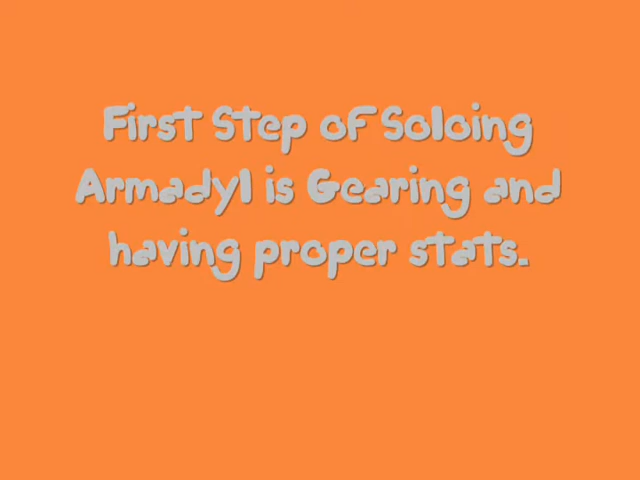 First Step of Soloing
Armadyl is Gearing and
having proper stats.